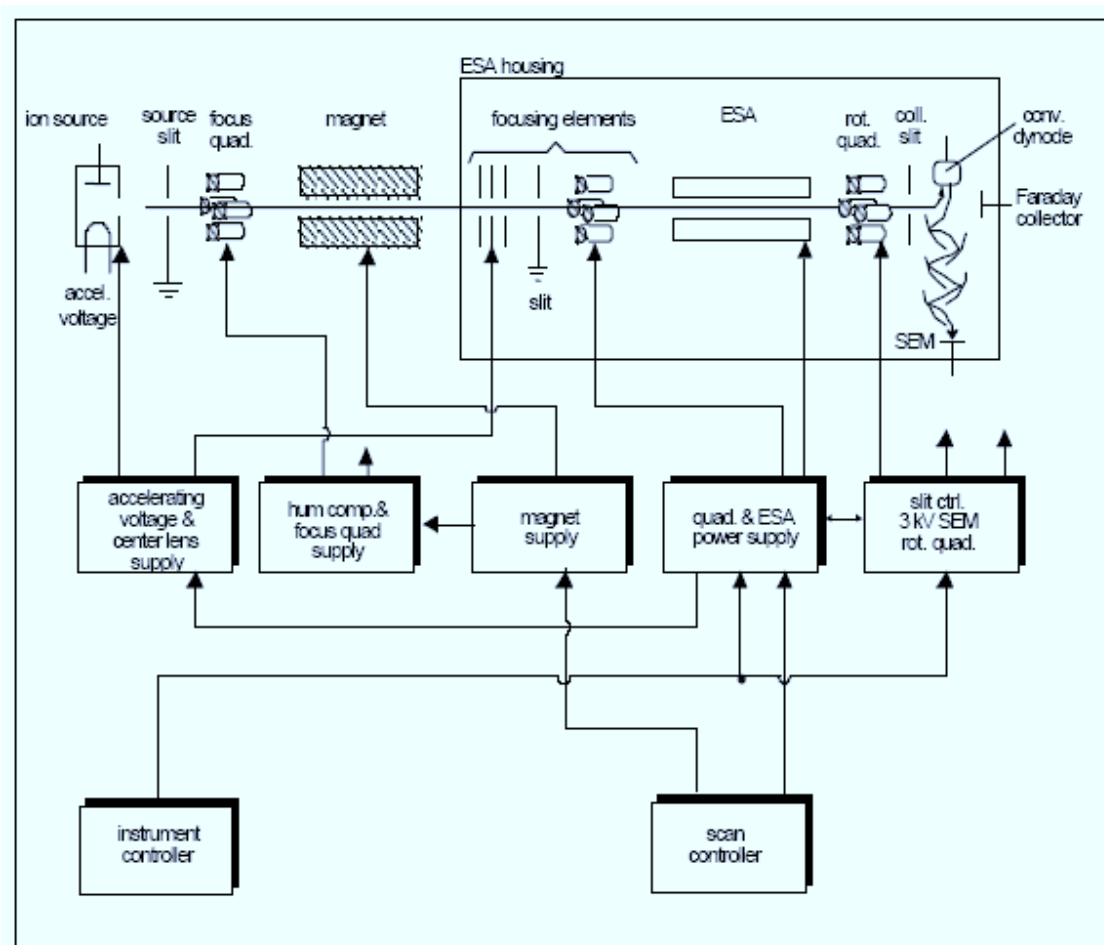 ESA housing
ion source
source
slit
focus
quad.
magnet
focusing elements
ESA
rot.
quad.
coll.
slit
conv.
dynode
Faraday
collector
accel.
voltage
slit
SEM
accelerating
voltage &
center lens
supply
hum comp.&
focus quad
supply
magnet
supply
quad. & ESA
power supply
slit ctrl.
3 kV SEM
rot. quad.
instrument
controller
scan
controller